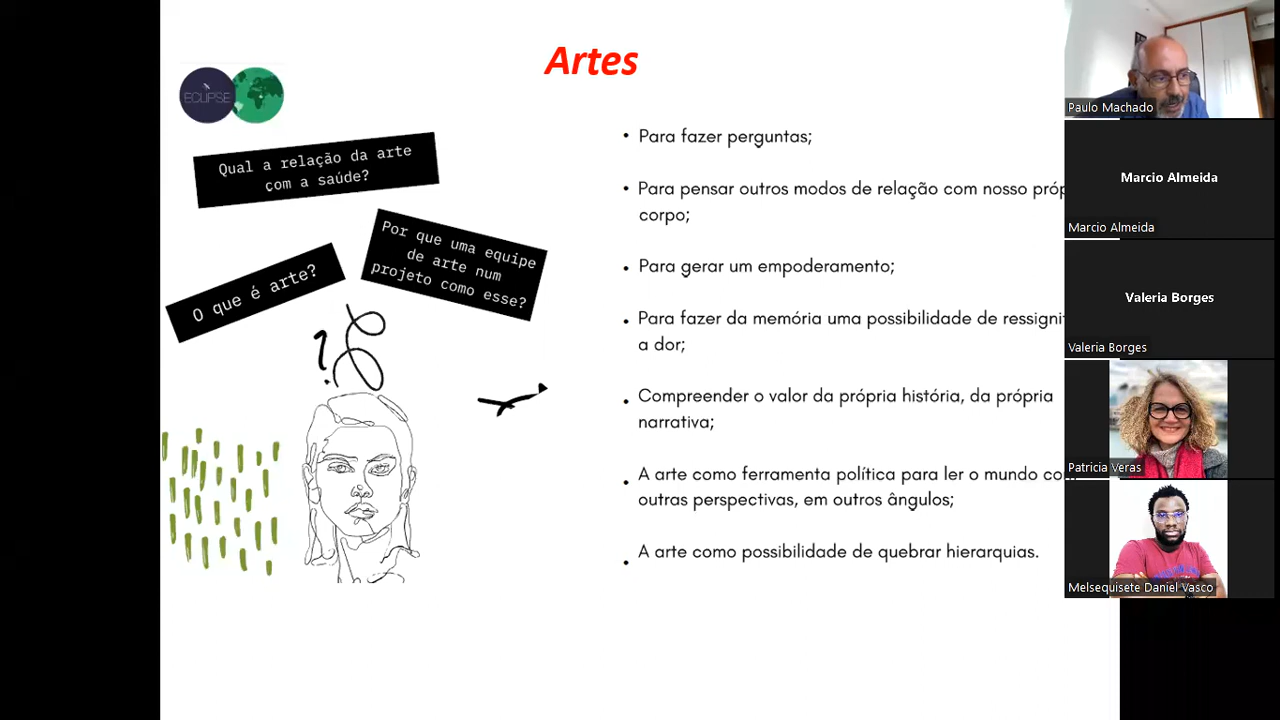 Artes
ECLIPSE
Qual a relação da arte
com a saúde?
Por que uma equipe
de arte num
projeto como esse?
O que é arte?
?
• Para fazer perguntas;
• Para pensar outros modos de relação com nosso próp
corpo;
• Para gerar um empoderamento;
• Para fazer da memória uma possibilidade de ressigni
a dor;
• Compreender o valor da própria história, da própria
narrativa;
• A arte como ferramenta política para ler o mundo co
outras perspectivas, em outros ângulos;
• A arte como possibilidade de quebrar hierarquias.
Paulo Machado
Marcio Almeida
Marcio Almeida
Valeria Borges
Valeria Borges
Patricia Veras
Melsequisete Daniel Vasco